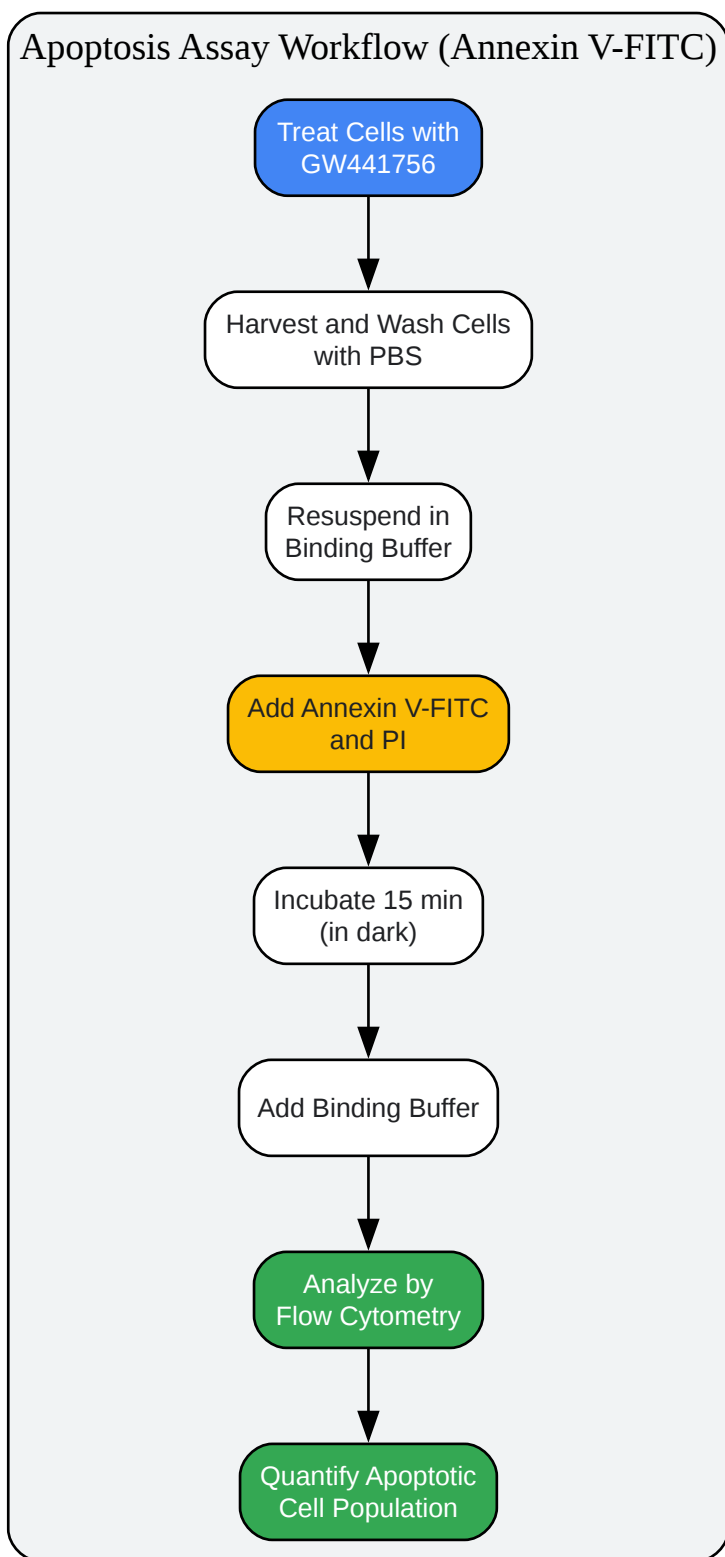 Apoptosis Assay Workflow (Annexin V-FITC)
Treat Cells with
GW441756
Harvest and Wash Cells
with PBS
Resuspend in
Binding Buffer
Add Annexin V-FITC
and PI
Incubate 15 min
(in dark)
Add Binding Buffer
Analyze by
Flow Cytometry
Quantify Apoptotic
Cell Population